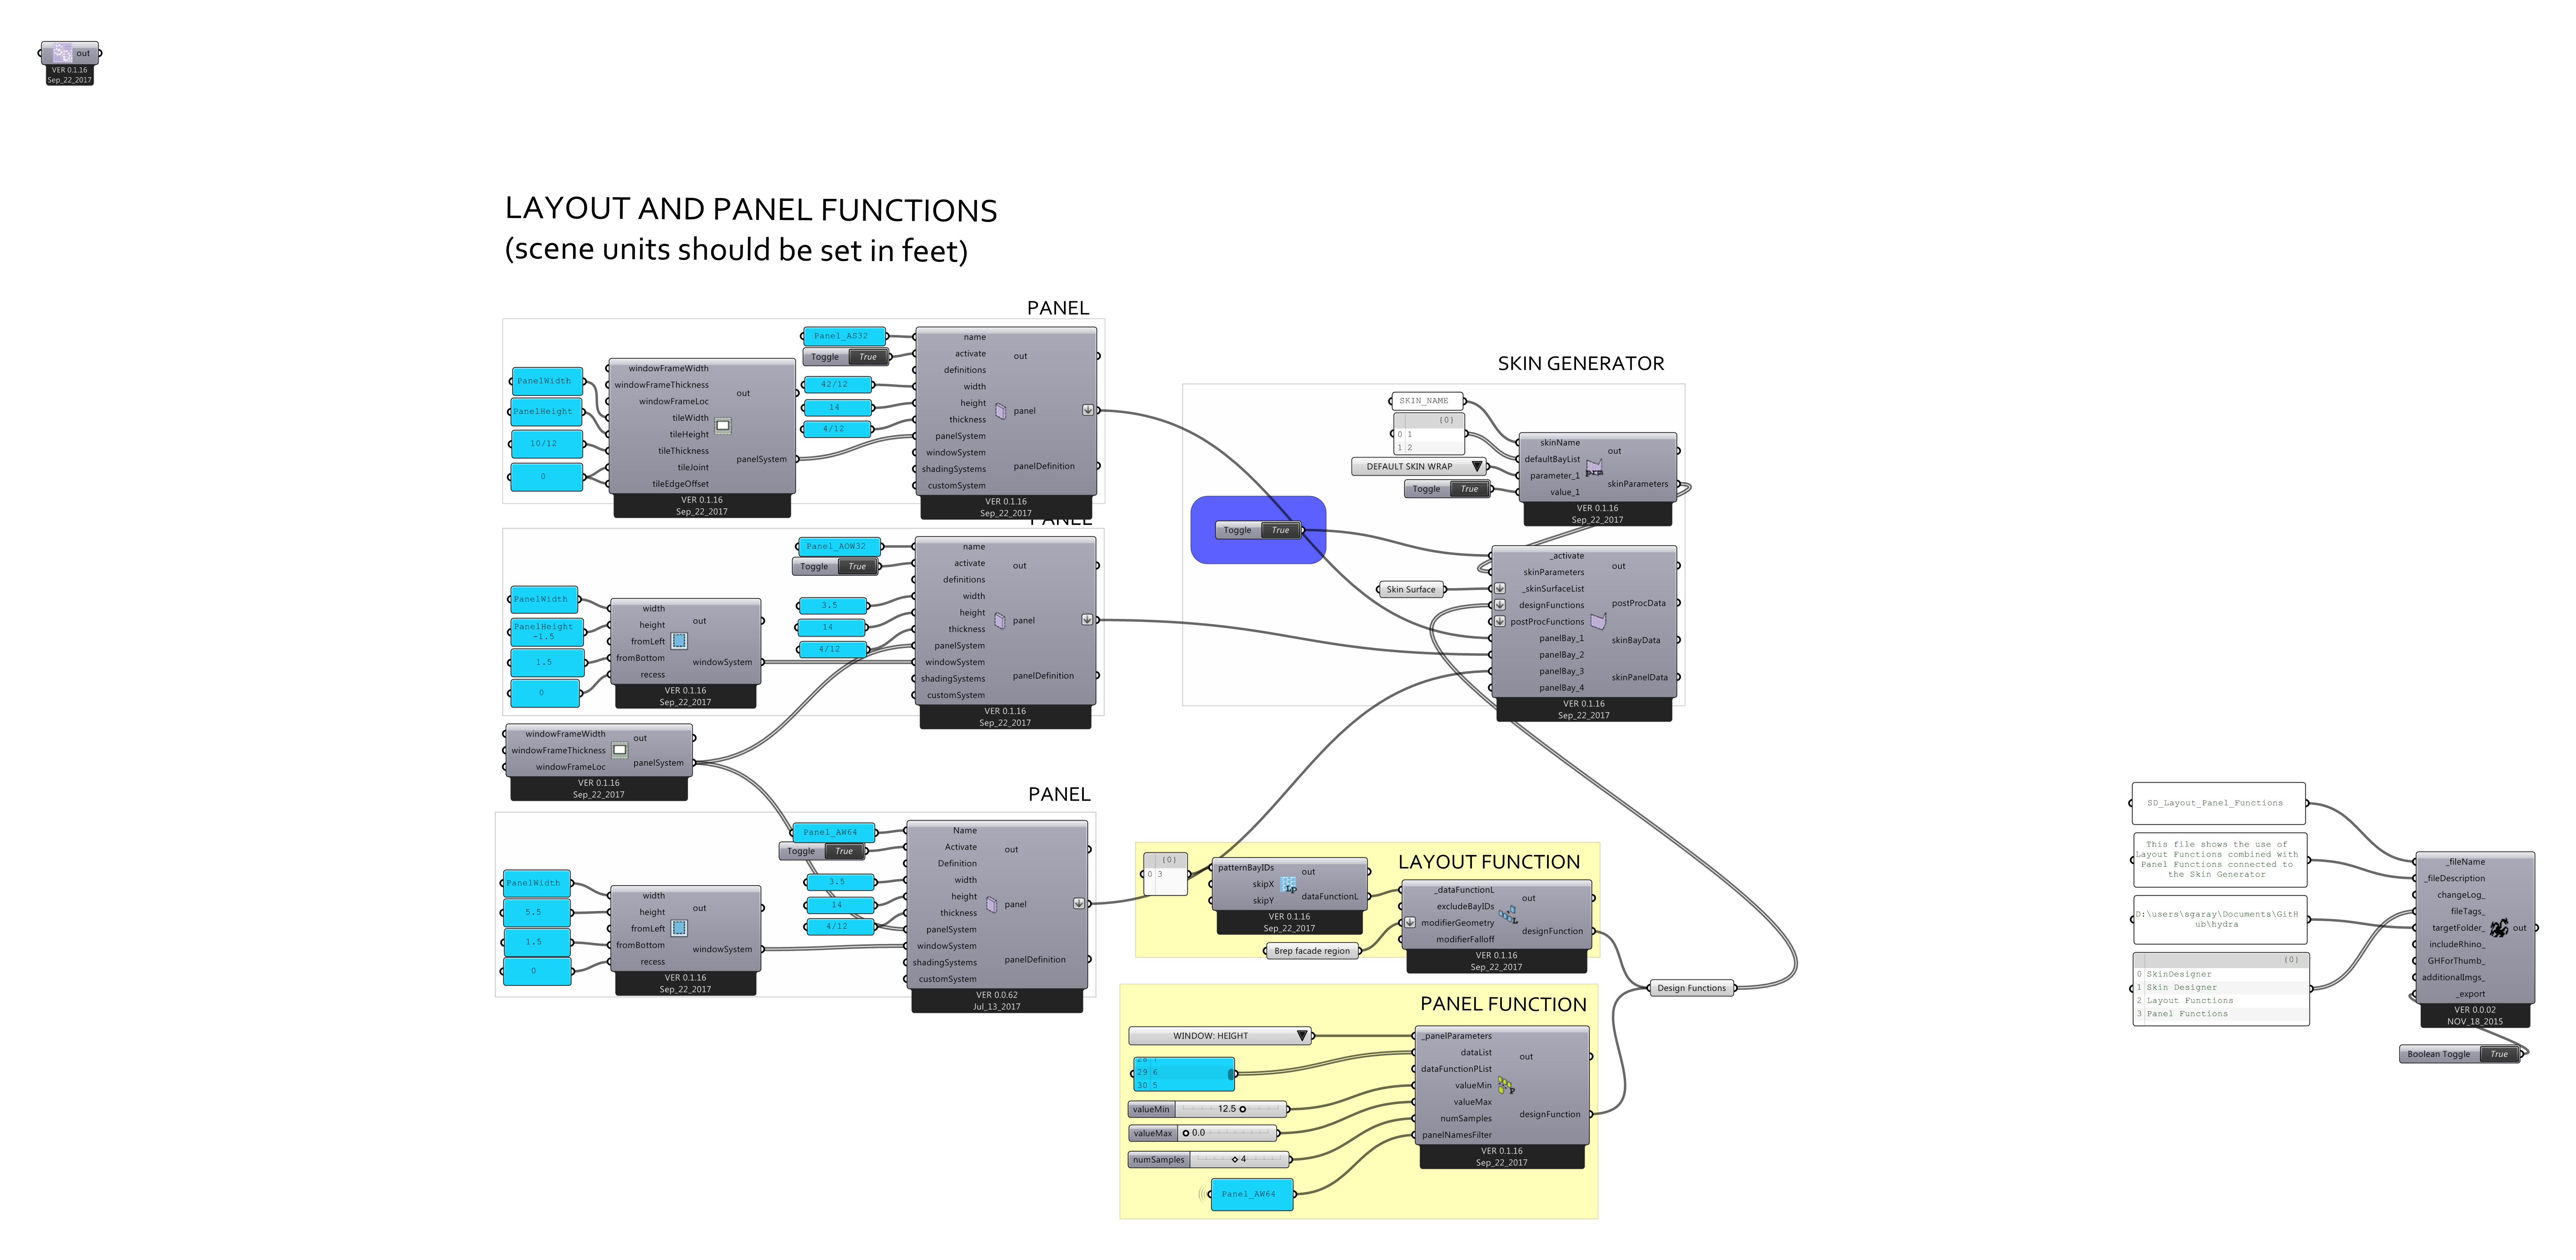 out
VER 0.1.16
Sep_22_2017
LAYOUT AND PANEL FUNCTIONS
(scene units should be set in feet)
PANEL
PanelWidth
PanelHeight
10/12
0
windowFrameWidth
windowFrameThickness
windowFrameLoc
tileWidth
tileHeight
tileThickness
tileJoint
tileEdgeOffset
out
panelSystem
VER 0.1.16
Sep_22_2017
Panel_AS32
Toggle True
42/12
14
4/12
name
activate
definitions
width
height
thickness
panelSystem
windowSystem
shadingSystems
customSystem
out
panel
panelDefinition
VER 0.1.16
Sep_22_2017
PANEL
PanelWidth
PanelHeight
-1.5
1.5
0
width
height
fromLeft
fromBottom
recess
out
windowSystem
VER 0.1.16
Sep_22_2017
Panel_AOW32
Toggle True
3.5
14
4/12
name
activate
definitions
width
height
thickness
panelSystem
windowSystem
shadingSystems
customSystem
out
panel
panelDefinition
VER 0.1.16
Sep_22_2017
windowFrameWidth
windowFrameThickness
windowFrameLoc
out
panelSystem
VER 0.1.16
Sep_22_2017
PANEL
PanelWidth
5.5
1.5
0
width
height
fromLeft
fromBottom
recess
out
windowSystem
VER 0.1.16
Sep_22_2017
Panel_AW64
Toggle True
3.5
14
4/12
Name
Activate
Definition
width
height
thickness
panelSystem
windowSystem
shadingSystems
customSystem
out
panel
panelDefinition
VER 0.0.62
Jul_13_2017
SKIN GENERATOR
SKIN_NAME
{0}
0 1
1 2
DEFAULT SKIN WRAP
Toggle True
skinName
defaultBayList
parameter_1
value_1
out
skinParameters
VER 0.1.16
Sep_22_2017
Toggle True
Skin Surface
_activate
skinParameters
_skinSurfaceList
designFunctions
postProcFunctions
panelBay_1
panelBay_2
panelBay_3
panelBay_4
out
postProcData
skinBayData
skinPanelData
VER 0.1.16
Sep_22_2017
LAYOUT FUNCTION
{0}
0 3
patternBayIDs
skipX
skipY
out
dataFunctionL
VER 0.1.16
Sep_22_2017
Brep facade region
_dataFunctionL
excludeBayIDs
modifierGeometry
modifierFalloff
out
designFunction
VER 0.1.16
Sep_22_2017
Design Functions
PANEL FUNCTION
WINDOW: HEIGHT
29 6
30 5
valueMin 12.5
valueMax 0.0
numSamples 4
Panel_AW64
_panelParameters
dataList
dataFunctionPList
valueMin
valueMax
numSamples
panelNamesFilter
out
designFunction
VER 0.1.16
Sep_22_2017
SD_Layout_Panel_Functions
This file shows the use of
Layout Functions combined with
Panel Functions connected to
the Skin Generator
D:\users\sgaray\Documents\GitH
ub\hydra
{0}
0 SkinDesigner
1 Skin Designer
2 Layout Functions
3 Panel Functions
_fileName
_fileDescription
changeLog_
fileTags_
targetFolder_
includeRhino_
GHForThumb_
additionalImgs_
_export
out
VER 0.0.02
NOV_18_2015
Boolean Toggle True